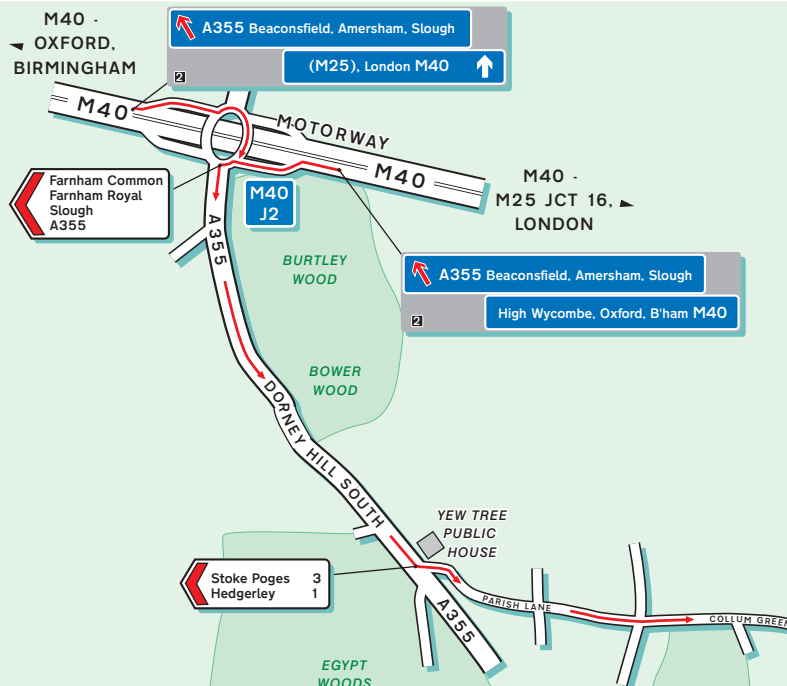 M40 -
OXFORD,
BIRMINGHAM
A355 Beaconsfield, Amersham, Slough
(M25), London M40
2
M40
MOTORWAY
M40
M40 -
M25 JCT 16,
LONDON
Farnham Common
Farnham Royal
Slough
A355
M40
J2
A355
BURTLEY
WOOD
A355 Beaconsfield, Amersham, Slough
High Wycombe, Oxford, B'ham M40
2
BOWER
WOOD
DORNEY HILL SOUTH
YEW TREE
PUBLIC
HOUSE
Stoke Poges 3
Hedgerley 1
A355
PARISH LANE
COLLUM GREEN
EGYPT
WOODS